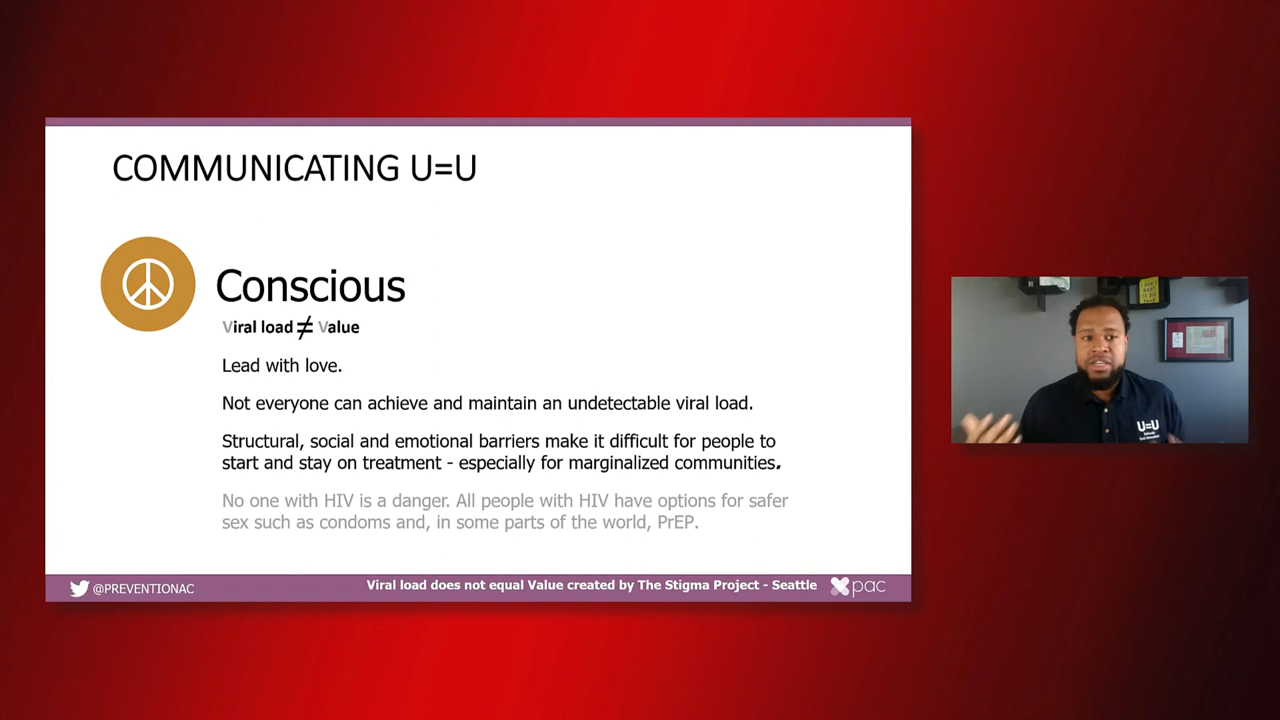 COMMUNICATING U=U
Conscious
Viral load ≠ Value
Lead with love.
Not everyone can achieve and maintain an undetectable viral load.
Structural, social and emotional barriers make it difficult for people to
start and stay on treatment - especially for marginalized communities.
No one with HIV is a danger. All people with HIV have options for safer
sex such as condoms and, in some parts of the world, PrEP.
@PREVENTIONAC
Viral load does not equal Value created by The Stigma Project - Seattle
pac
U=U